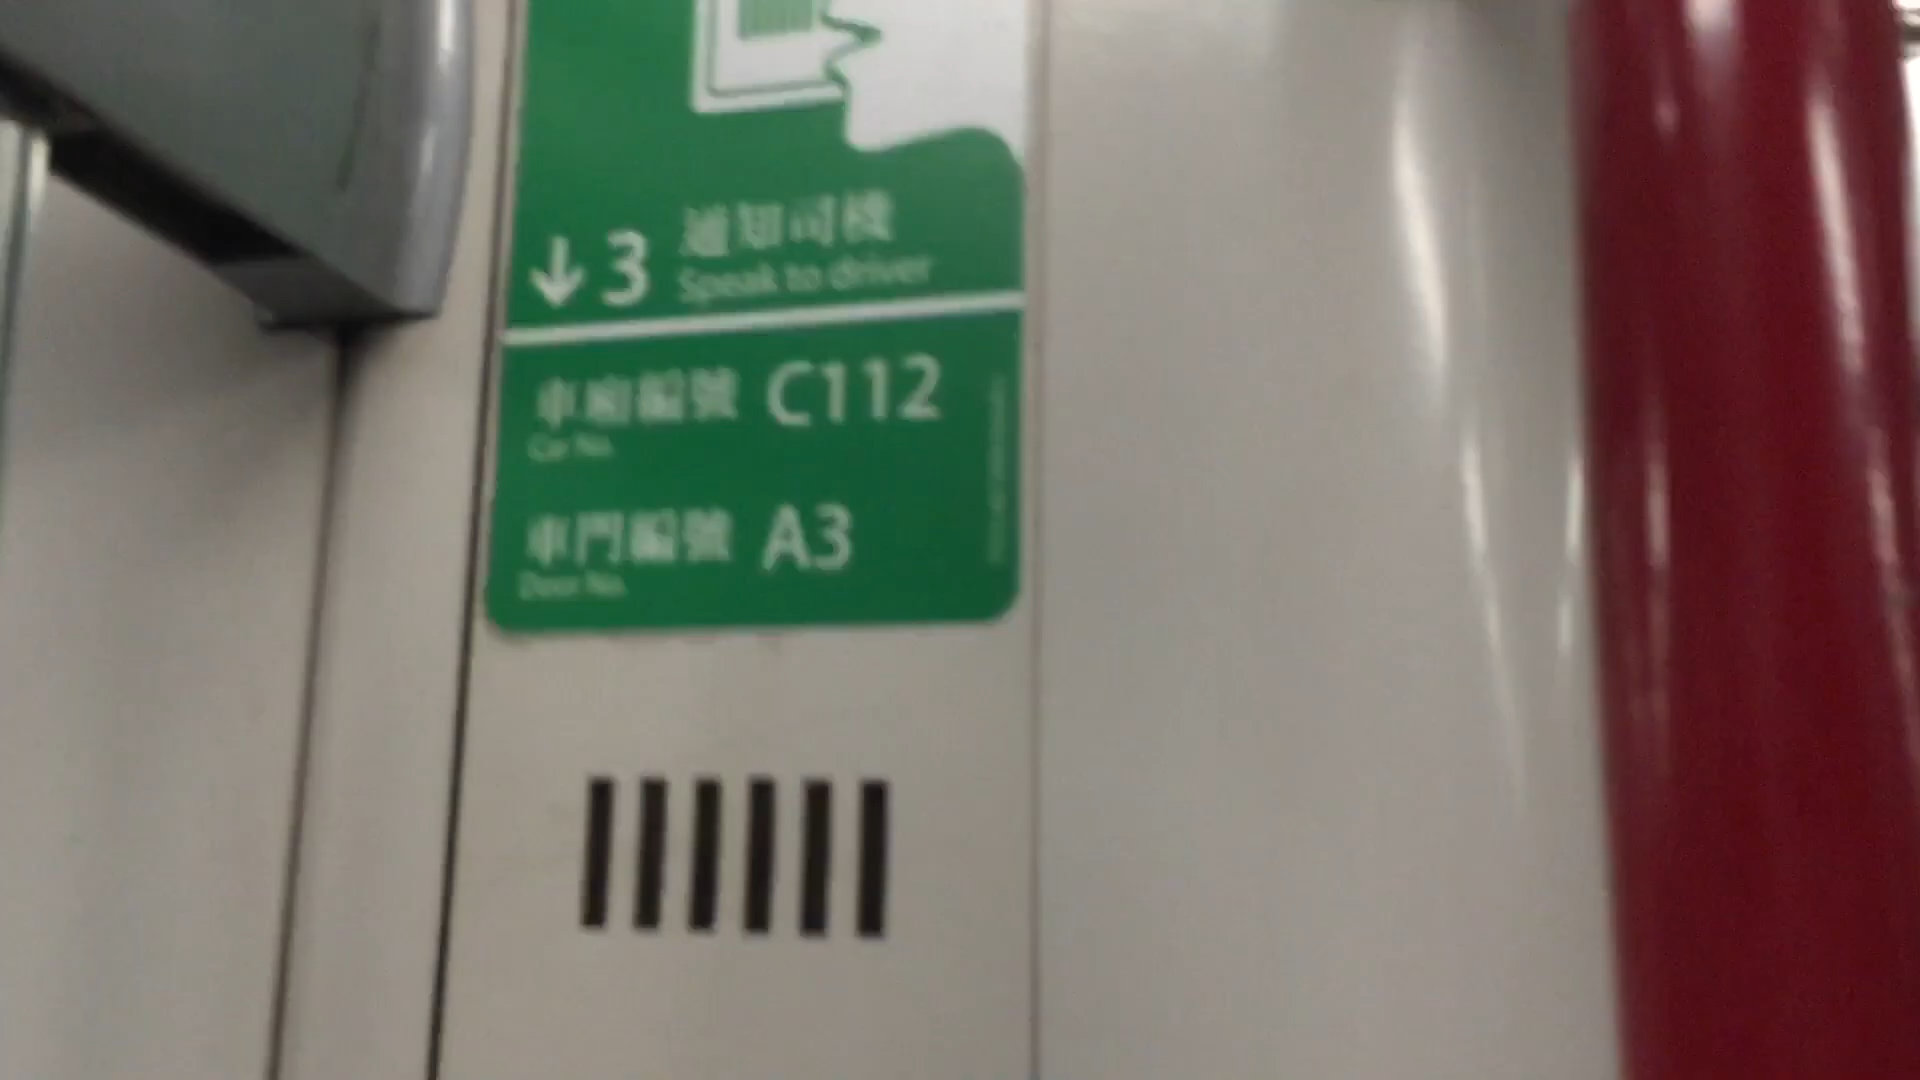 通知司機
↓3 Speak to driver
車廂編號 C112
Car No.
車門編號 A3
Door No.